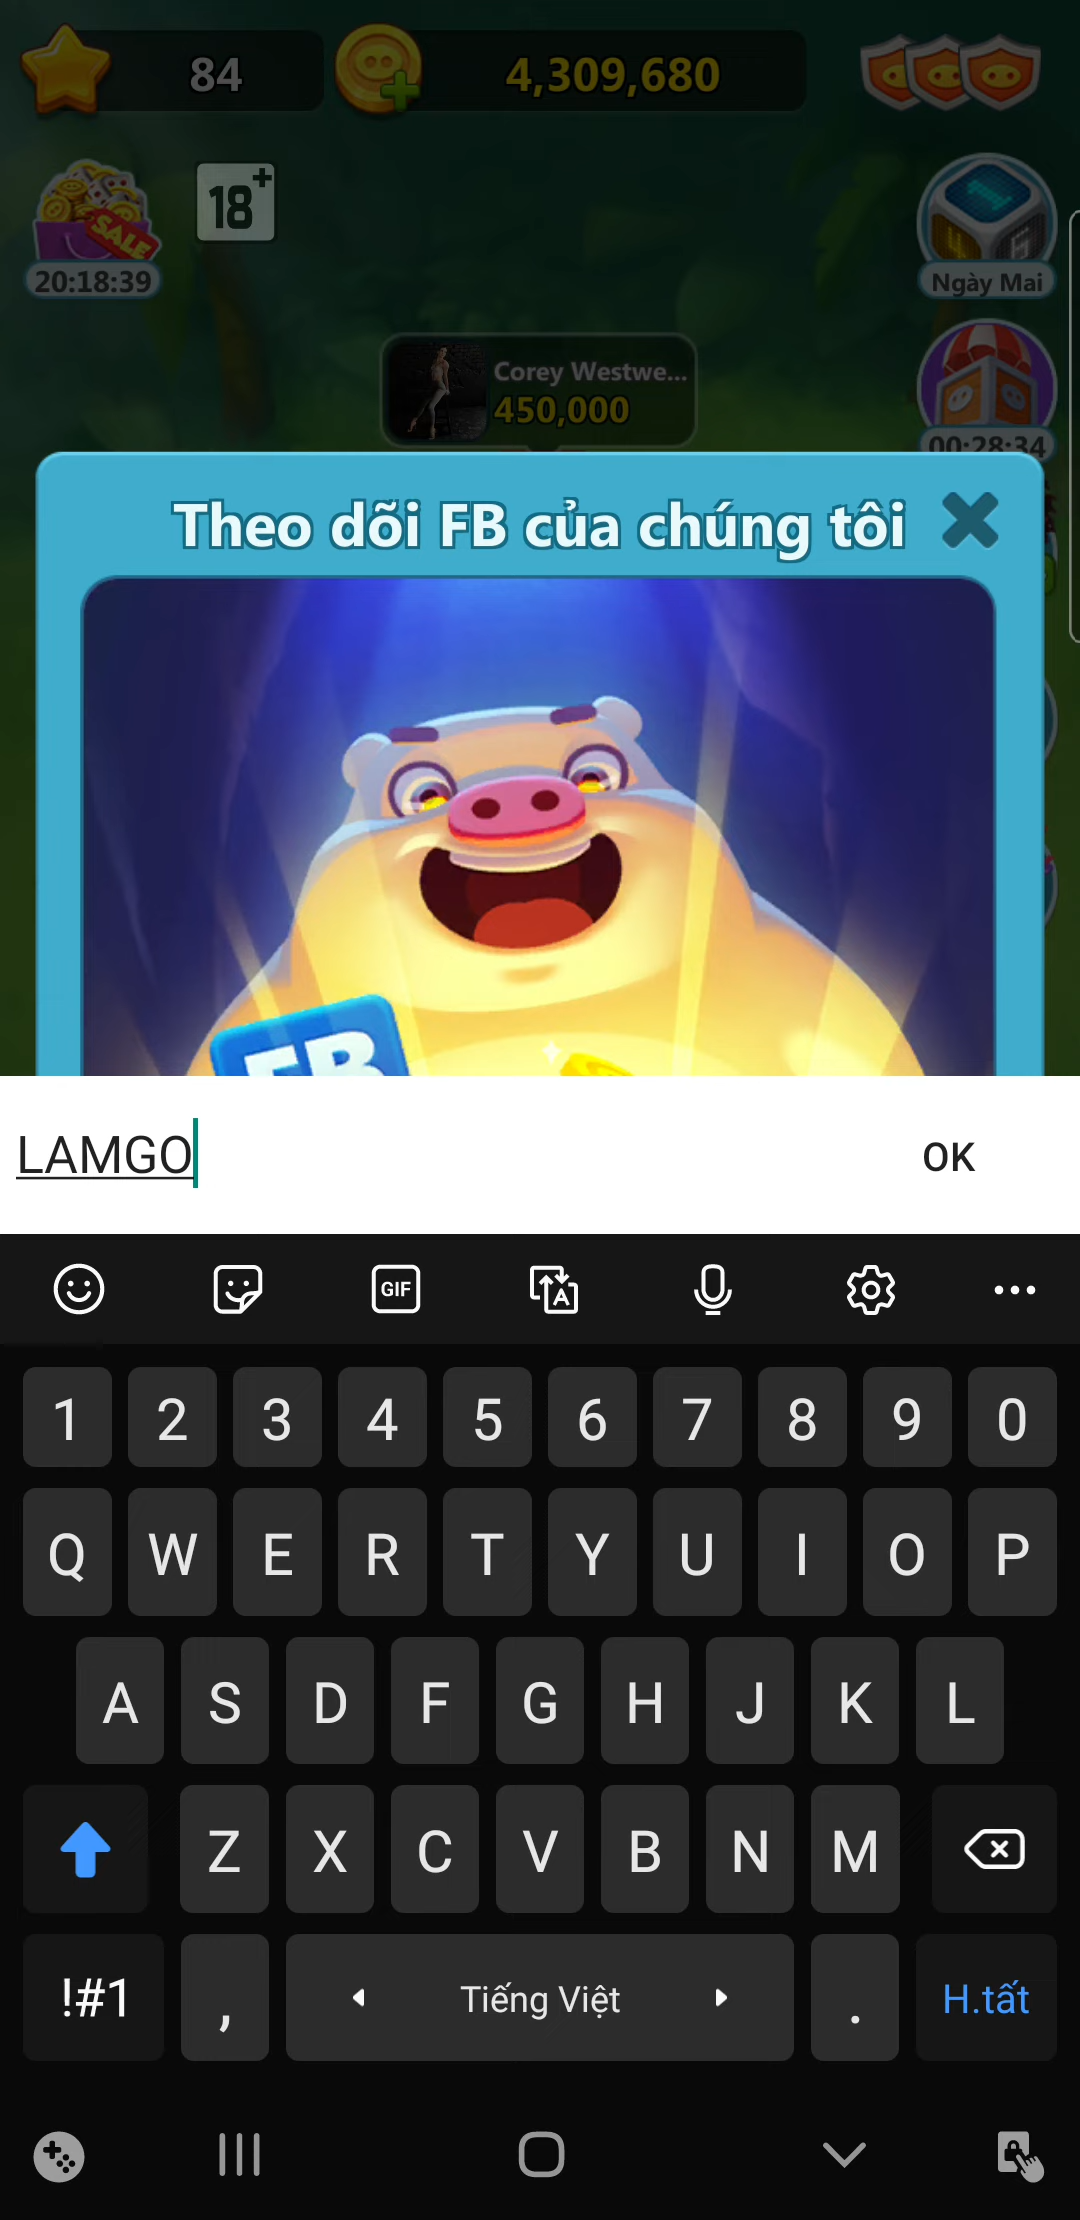 84
4,309,680
18+
SALE
20:18:39
Ngày Mai
Corey Westwe...
450,000
00:28:34
Theo dõi FB của chúng tôi
FB
LAMGO
OK
GIF
A
1 2 3 4 5 6 7 8 9 0
Q W E R T Y U I O P
A S D F G H J K L
Z X C V B N M
!#1 , Tiếng Việt . H.tất